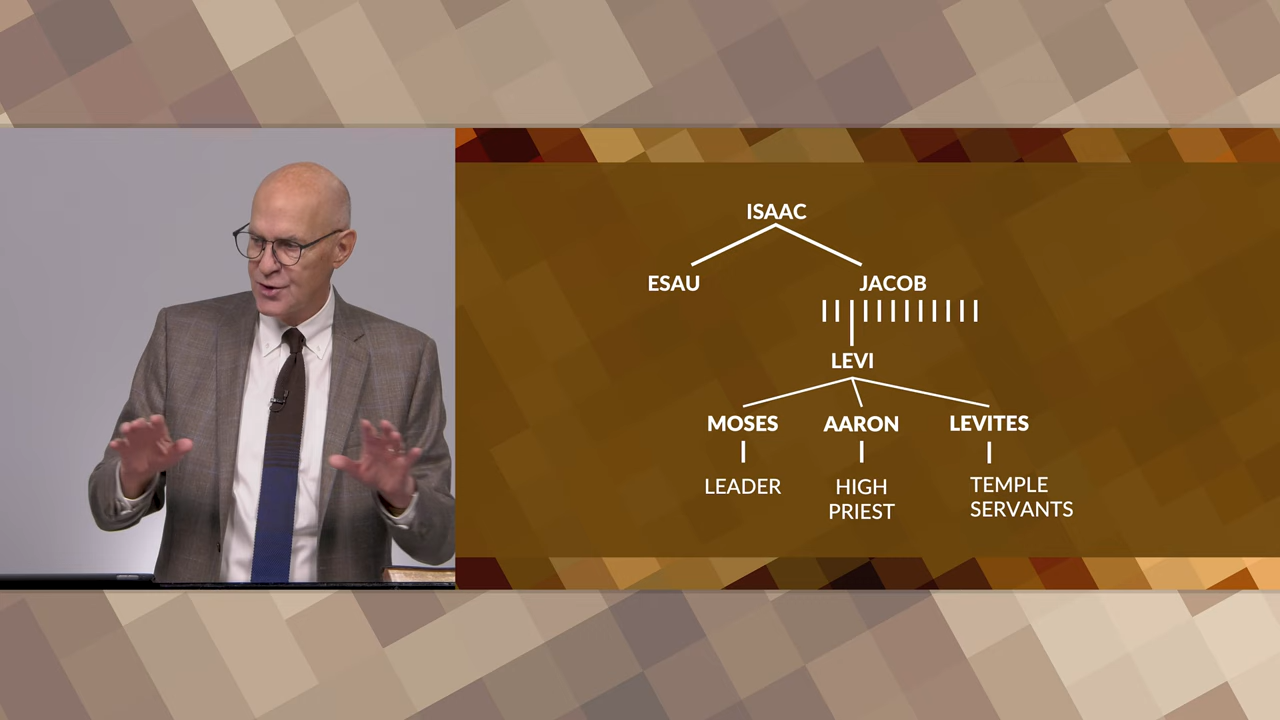 ISAAC
ESAU JACOB
LEVI
MOSES AARON LEVITES
LEADER
HIGH
PRIEST
TEMPLE
SERVANTS